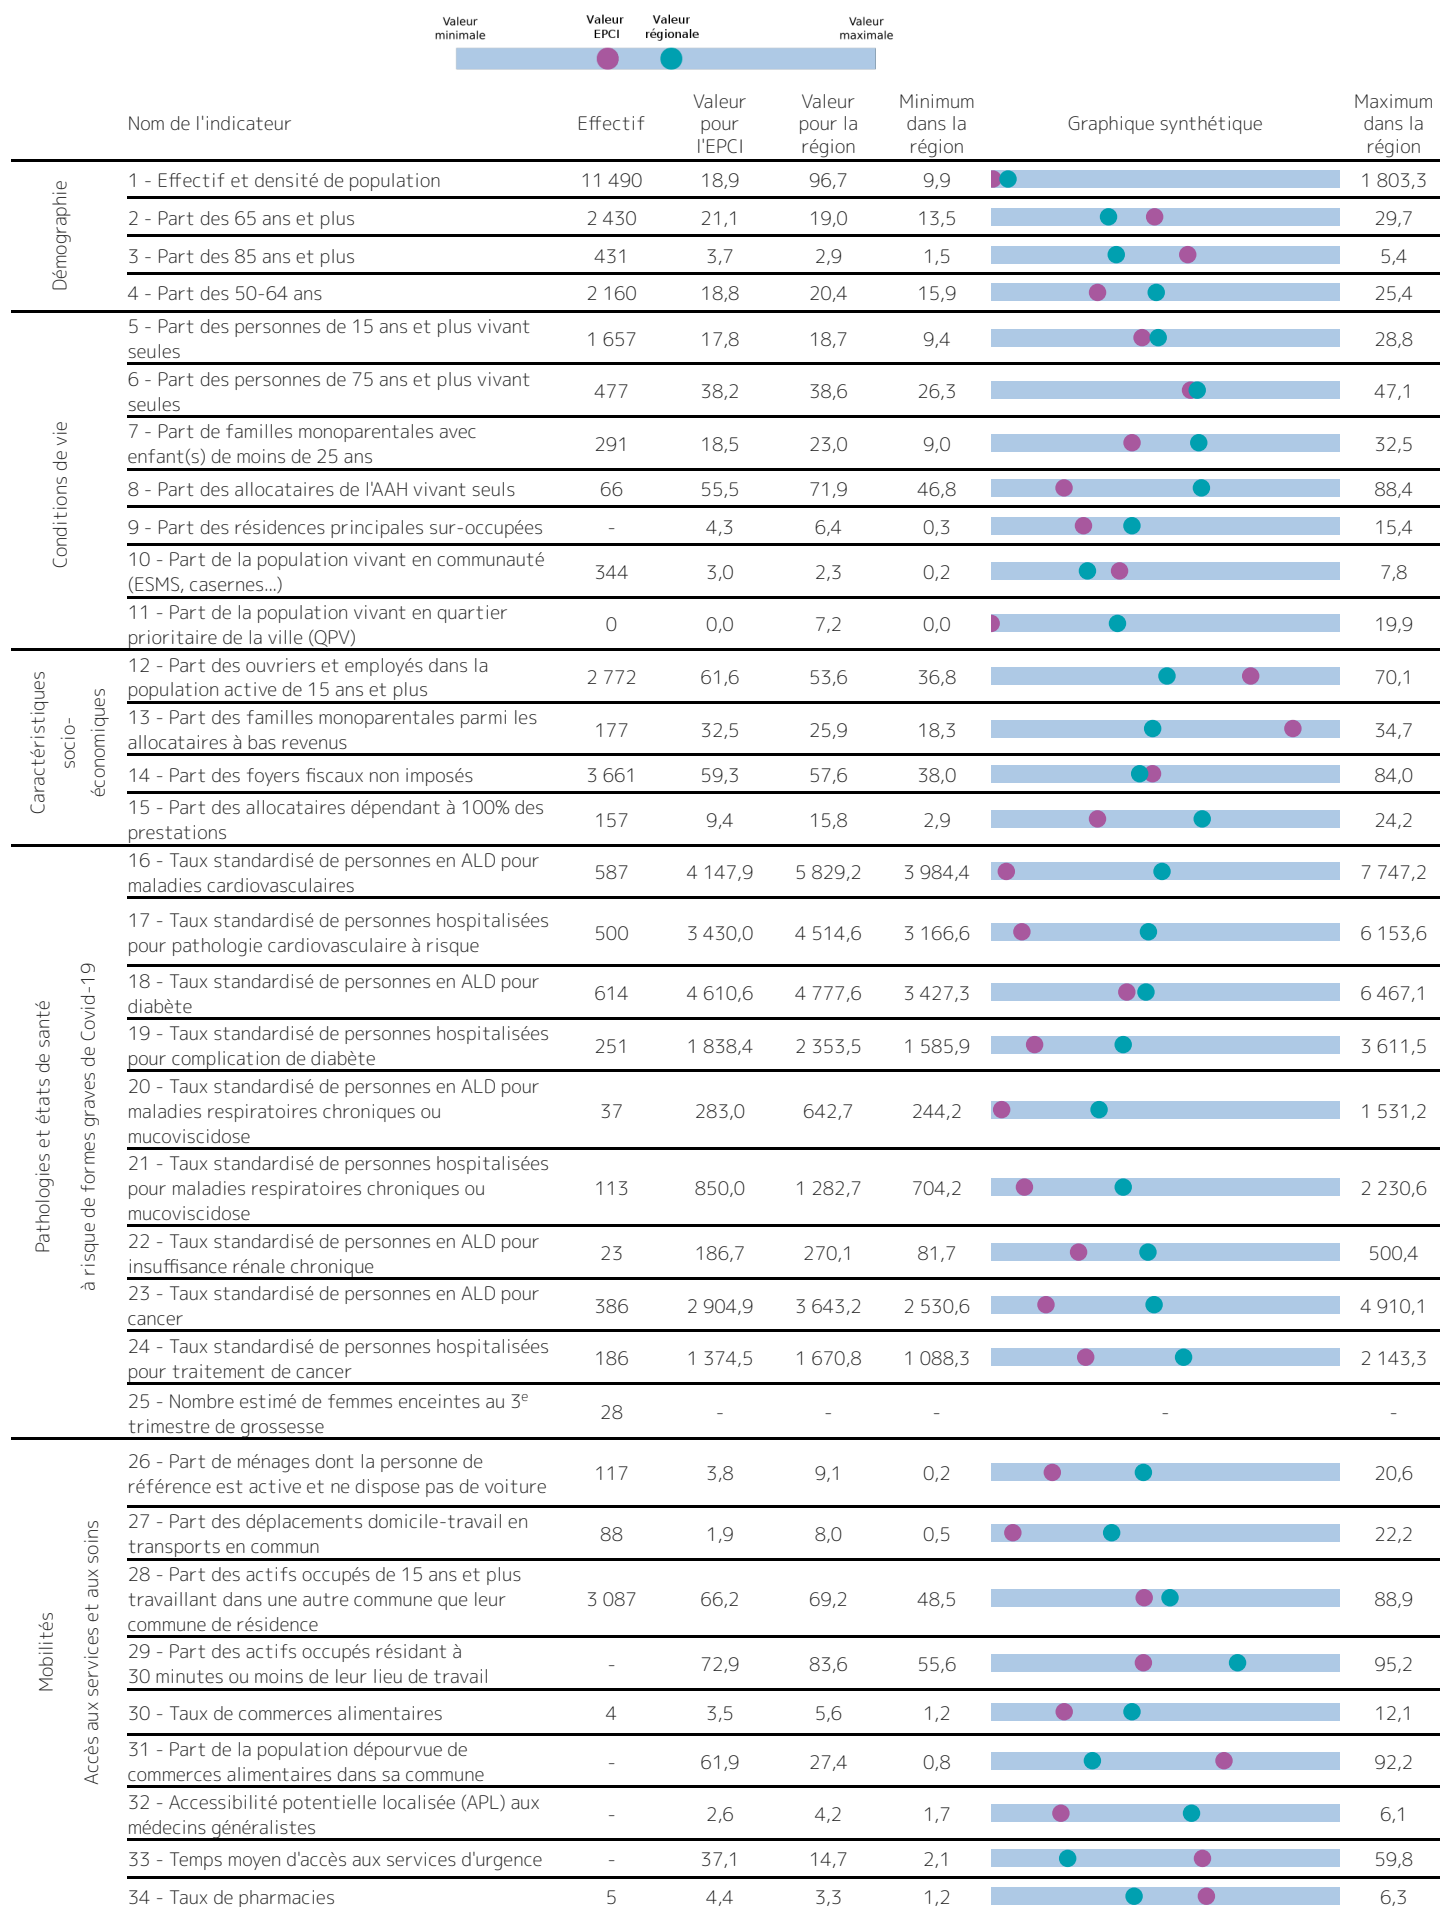 Valeur minimale
Valeur EPCI
Valeur régionale
Valeur maximale
Nom de l'indicateur
Effectif
Valeur pour l'EPCI
Valeur pour la région
Minimum dans la région
Graphique synthétique
Maximum dans la région
Démographie
1 - Effectif et densité de population 11 490 18,9 96,7 9,9 1 803,3
2 - Part des 65 ans et plus 2 430 21,1 19,0 13,5 29,7
3 - Part des 85 ans et plus 431 3,7 2,9 1,5 5,4
4 - Part des 50-64 ans 2 160 18,8 20,4 15,9 25,4
Conditions de vie
5 - Part des personnes de 15 ans et plus vivant
seules 1 657 17,8 18,7 9,4 28,8
6 - Part des personnes de 75 ans et plus vivant
seules 477 38,2 38,6 26,3 47,1
7 - Part de familles monoparentales avec
enfant(s) de moins de 25 ans 291 18,5 23,0 9,0 32,5
8 - Part des allocataires de l'AAH vivant seuls 66 55,5 71,9 46,8 88,4
9 - Part des résidences principales sur-occupées - 4,3 6,4 0,3 15,4
10 - Part de la population vivant en communauté
(ESMS, casernes...) 344 3,0 2,3 0,2 7,8
11 - Part de la population vivant en quartier
prioritaire de la ville (QPV) 0 0,0 7,2 0,0 19,9
Caractéristiques
socio-
économiques
12 - Part des ouvriers et employés dans la
population active de 15 ans et plus 2 772 61,6 53,6 36,8 70,1
13 - Part des familles monoparentales parmi les
allocataires à bas revenus 177 32,5 25,9 18,3 34,7
14 - Part des foyers fiscaux non imposés 3 661 59,3 57,6 38,0 84,0
15 - Part des allocataires dépendant à 100% des
prestations 157 9,4 15,8 2,9 24,2
Pathologies et états de santé
à risque de formes graves de Covid-19
16 - Taux standardisé de personnes en ALD pour
maladies cardiovasculaires 587 4 147,9 5 829,2 3 984,4 7 747,2
17 - Taux standardisé de personnes hospitalisées
pour pathologie cardiovasculaire à risque 500 3 430,0 4 514,6 3 166,6 6 153,6
18 - Taux standardisé de personnes en ALD pour
diabète 614 4 610,6 4 777,6 3 427,3 6 467,1
19 - Taux standardisé de personnes hospitalisées
pour complication de diabète 251 1 838,4 2 353,5 1 585,9 3 611,5
20 - Taux standardisé de personnes en ALD pour
maladies respiratoires chroniques ou
mucoviscidose 37 283,0 642,7 244,2 1 531,2
21 - Taux standardisé de personnes hospitalisées
pour maladies respiratoires chroniques ou
mucoviscidose 113 850,0 1 282,7 704,2 2 230,6
22 - Taux standardisé de personnes en ALD pour
insuffisance rénale chronique 23 186,7 270,1 81,7 500,4
23 - Taux standardisé de personnes en ALD pour
cancer 386 2 904,9 3 643,2 2 530,6 4 910,1
24 - Taux standardisé de personnes hospitalisées
pour traitement de cancer 186 1 374,5 1 670,8 1 088,3 2 143,3
25 - Nombre estimé de femmes enceintes au 3e
trimestre de grossesse 28 - - - - -
Mobilités
Accès aux services et aux soins
26 - Part de ménages dont la personne de
référence est active et ne dispose pas de voiture 117 3,8 9,1 0,2 20,6
27 - Part des déplacements domicile-travail en
transports en commun 88 1,9 8,0 0,5 22,2
28 - Part des actifs occupés de 15 ans et plus
travaillant dans une autre commune que leur
commune de résidence 3 087 66,2 69,2 48,5 88,9
29 - Part des actifs occupés résidant à
30 minutes ou moins de leur lieu de travail - 72,9 83,6 55,6 95,2
30 - Taux de commerces alimentaires 4 3,5 5,6 1,2 12,1
31 - Part de la population dépourvue de
commerces alimentaires dans sa commune - 61,9 27,4 0,8 92,2
32 - Accessibilité potentielle localisée (APL) aux
médecins généralistes - 2,6 4,2 1,7 6,1
33 - Temps moyen d'accès aux services d'urgence - 37,1 14,7 2,1 59,8
34 - Taux de pharmacies 5 4,4 3,3 1,2 6,3